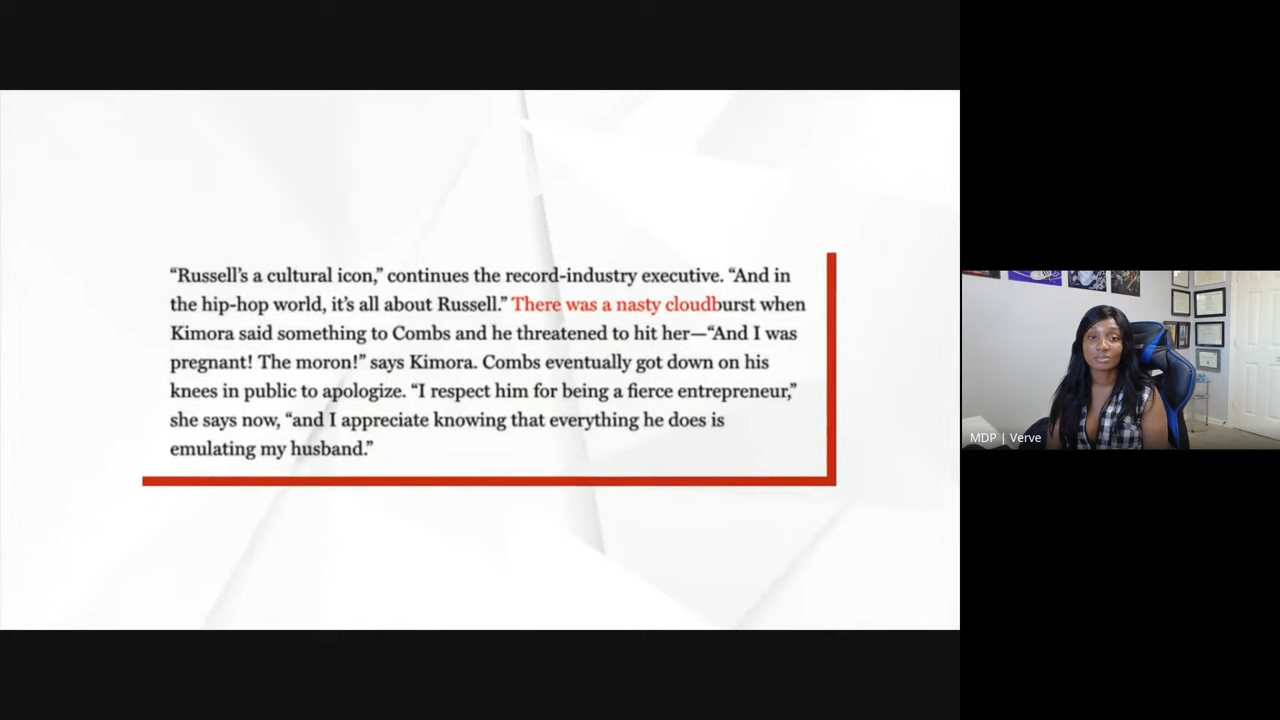 “Russell’s a cultural icon,” continues the record-industry executive. “And in
the hip-hop world, it’s all about Russell.” There was a nasty cloudburst when
Kimora said something to Combs and he threatened to hit her—“And I was
pregnant! The moron!” says Kimora. Combs eventually got down on his
knees in public to apologize. “I respect him for being a fierce entrepreneur,”
she says now, “and I appreciate knowing that everything he does is
emulating my husband.”
MDP | Verve